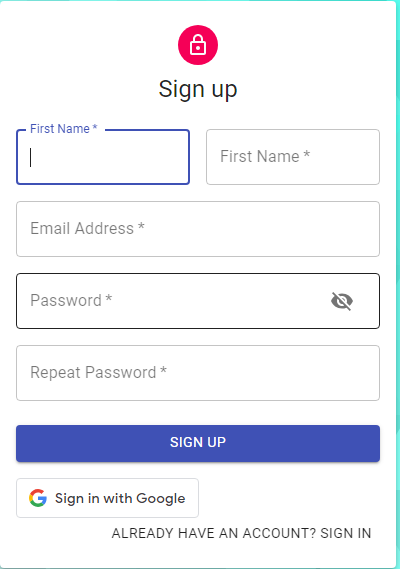 Sign up
First Name *
First Name *
Email Address *
Password *
Repeat Password *
SIGN UP
Sign in with Google
ALREADY HAVE AN ACCOUNT? SIGN IN